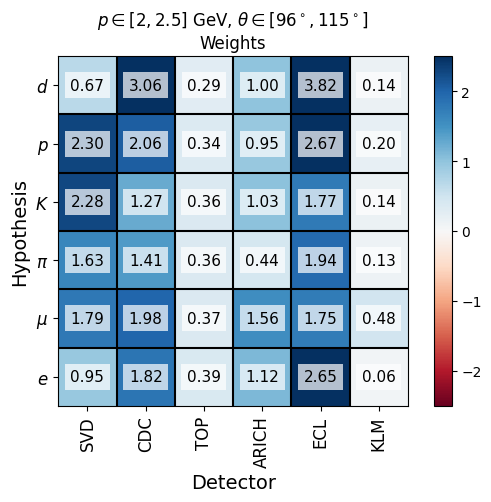 p ∈ [2, 2.5] GeV, θ ∈ [96°, 115°]
Weights
Hypothesis
d 0.67 3.06 0.29 1.00 3.82 0.14
p 2.30 2.06 0.34 0.95 2.67 0.20
K 2.28 1.27 0.36 1.03 1.77 0.14
π 1.63 1.41 0.36 0.44 1.94 0.13
μ 1.79 1.98 0.37 1.56 1.75 0.48
e 0.95 1.82 0.39 1.12 2.65 0.06
SVD CDC TOP ARICH ECL KLM
Detector
2
1
0
−1
−2